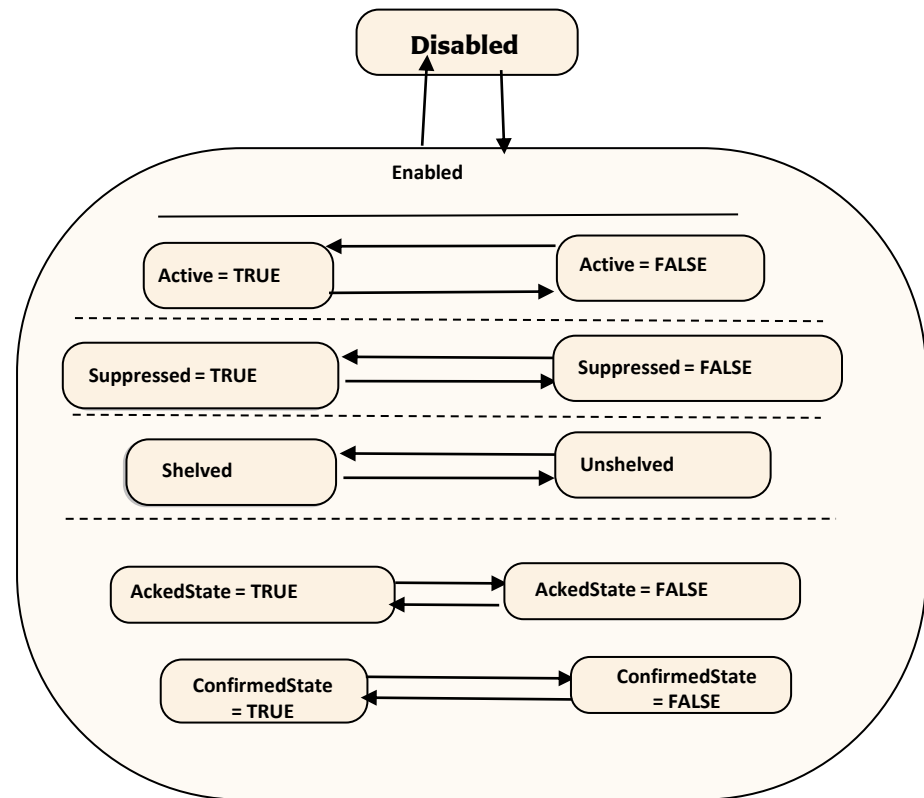 Disabled
Enabled
Active = TRUE
Active = FALSE
Suppressed = TRUE
Suppressed = FALSE
Shelved
Unshelved
AckedState = TRUE
AckedState = FALSE
ConfirmedState
= TRUE
ConfirmedState
= FALSE